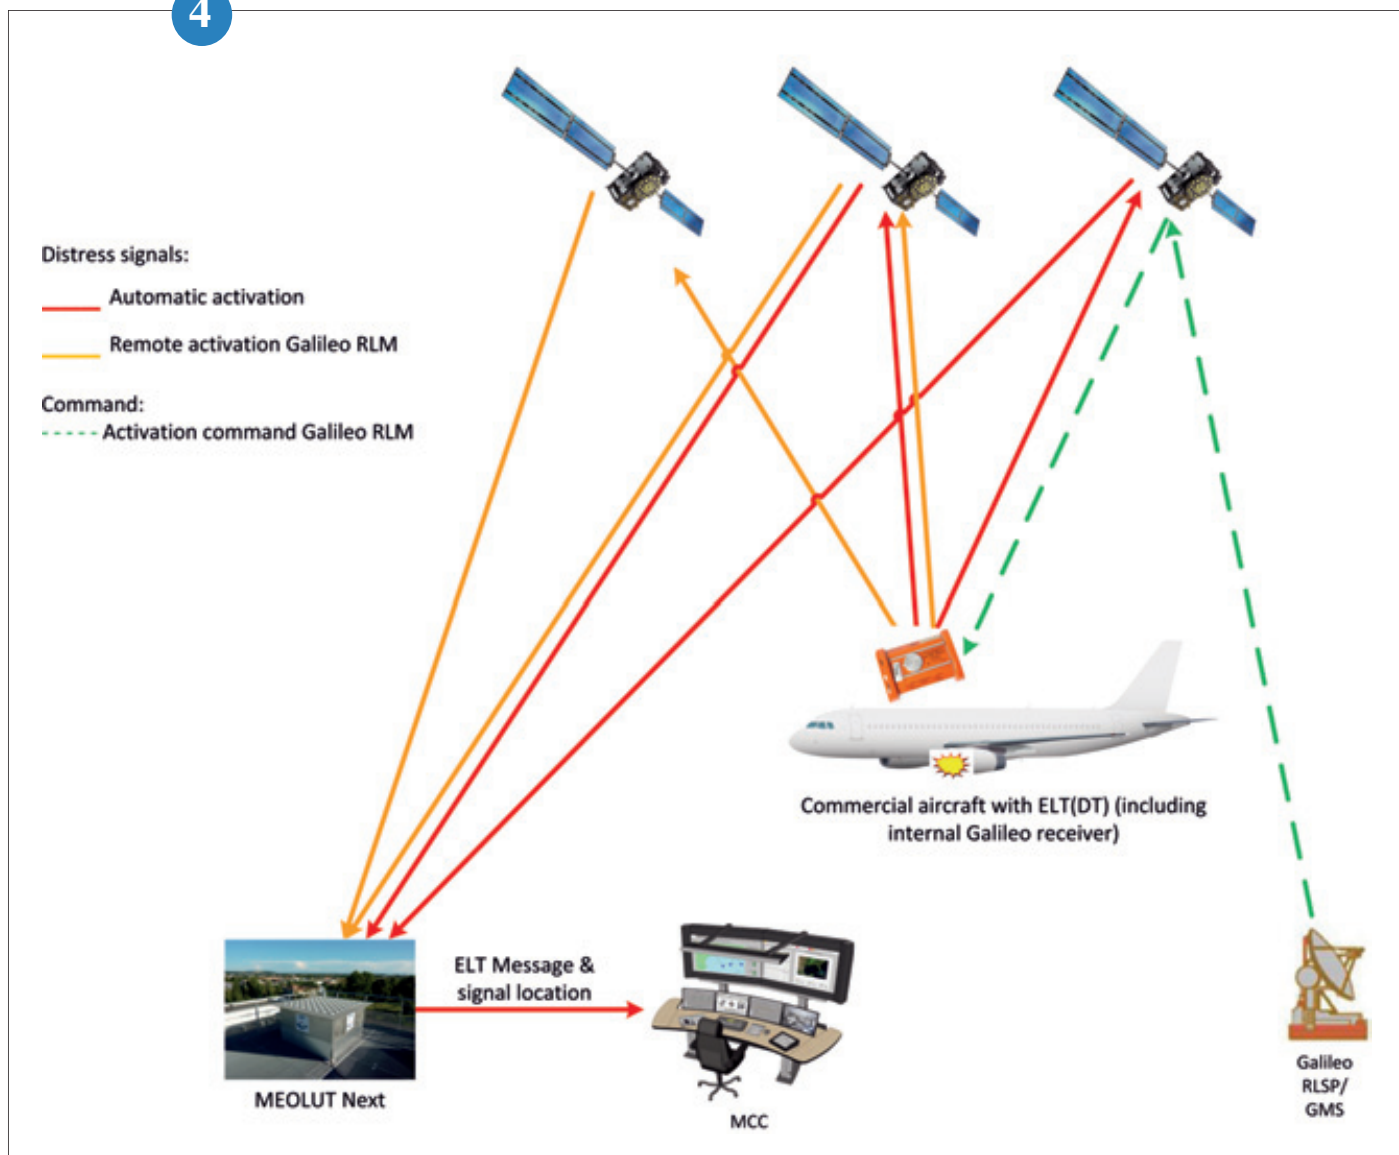 4
Distress signals:
Automatic activation
Remote activation Galileo RLM
Command:
Activation command Galileo RLM
Commercial aircraft with ELT(DT) (including
internal Galileo receiver)
ELT Message &
signal location
MEOLUT Next
MCC
Galileo
RLSP/
GMS